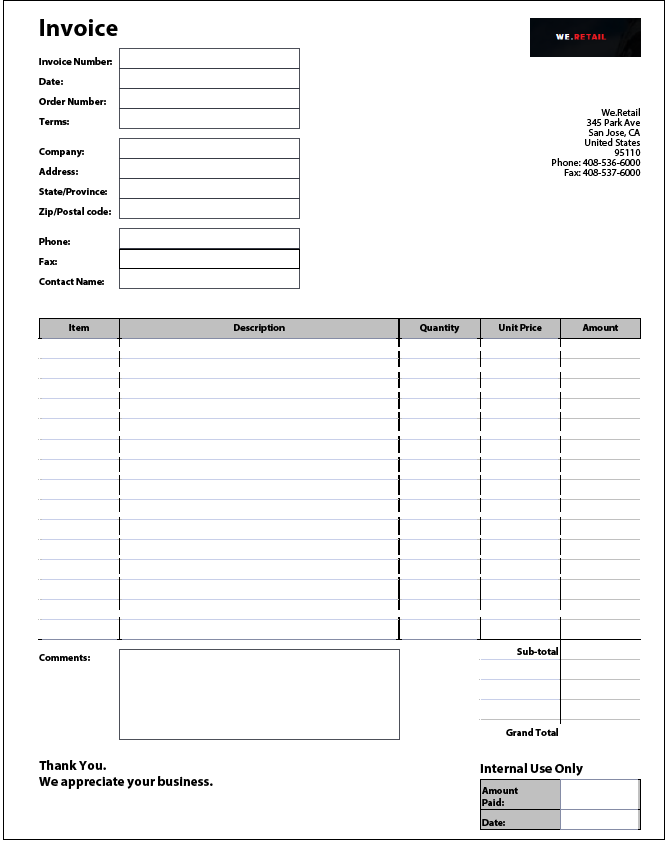 Invoice
WE.RETAIL
Invoice Number:
Date:
Order Number:
Terms:
We.Retail
345 Park Ave
San Jose, CA
United States
95110
Phone: 408-536-6000
Fax: 408-537-6000
Company:
Address:
State/Province:
Zip/Postal code:
Phone:
Fax:
Contact Name:
Item Description Quantity Unit Price Amount
Comments:
Sub-total
Grand Total
Thank You.
We appreciate your business.
Internal Use Only
Amount
Paid:
Date: